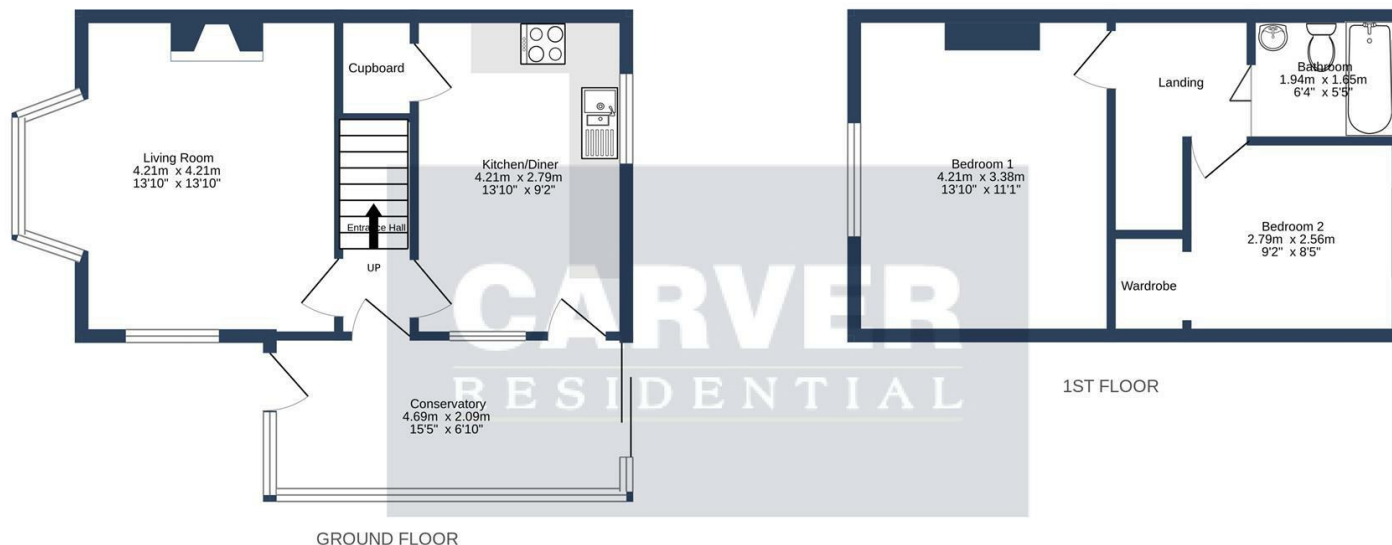 Living Room
4.21m x 4.21m
13'10" x 13'10"
Cupboard
Kitchen/Diner
4.21m x 2.79m
13'10" x 9'2"
Entrance Hall
UP
Conservatory
4.69m x 2.09m
15'5" x 6'10"
GROUND FLOOR
Bedroom 1
4.21m x 3.38m
13'10" x 11'1"
Landing
Bathroom
1.94m x 1.65m
6'4" x 5'5"
Bedroom 2
2.79m x 2.56m
9'2" x 8'5"
Wardrobe
1ST FLOOR
CARVER
RESIDENTIAL